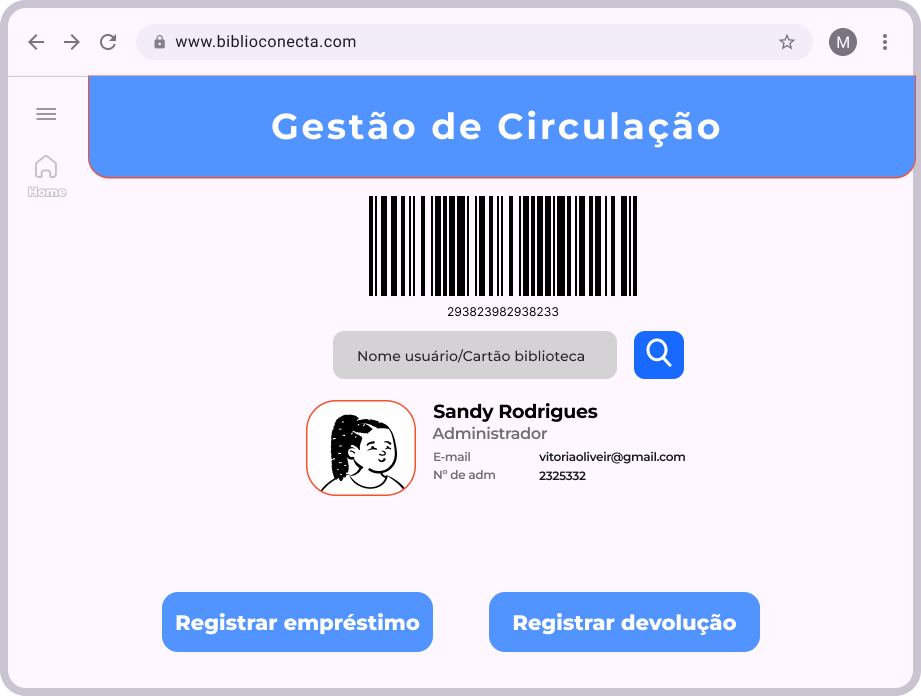 www.biblioconecta.com
M
Gestão de Circulação
Home
293823982938233
Nome usuário/Cartão biblioteca
Sandy Rodrigues
Administrador
E-mail vitoriaoliveir@gmail.com
Nº de adm 2325332
Registrar empréstimo
Registrar devolução